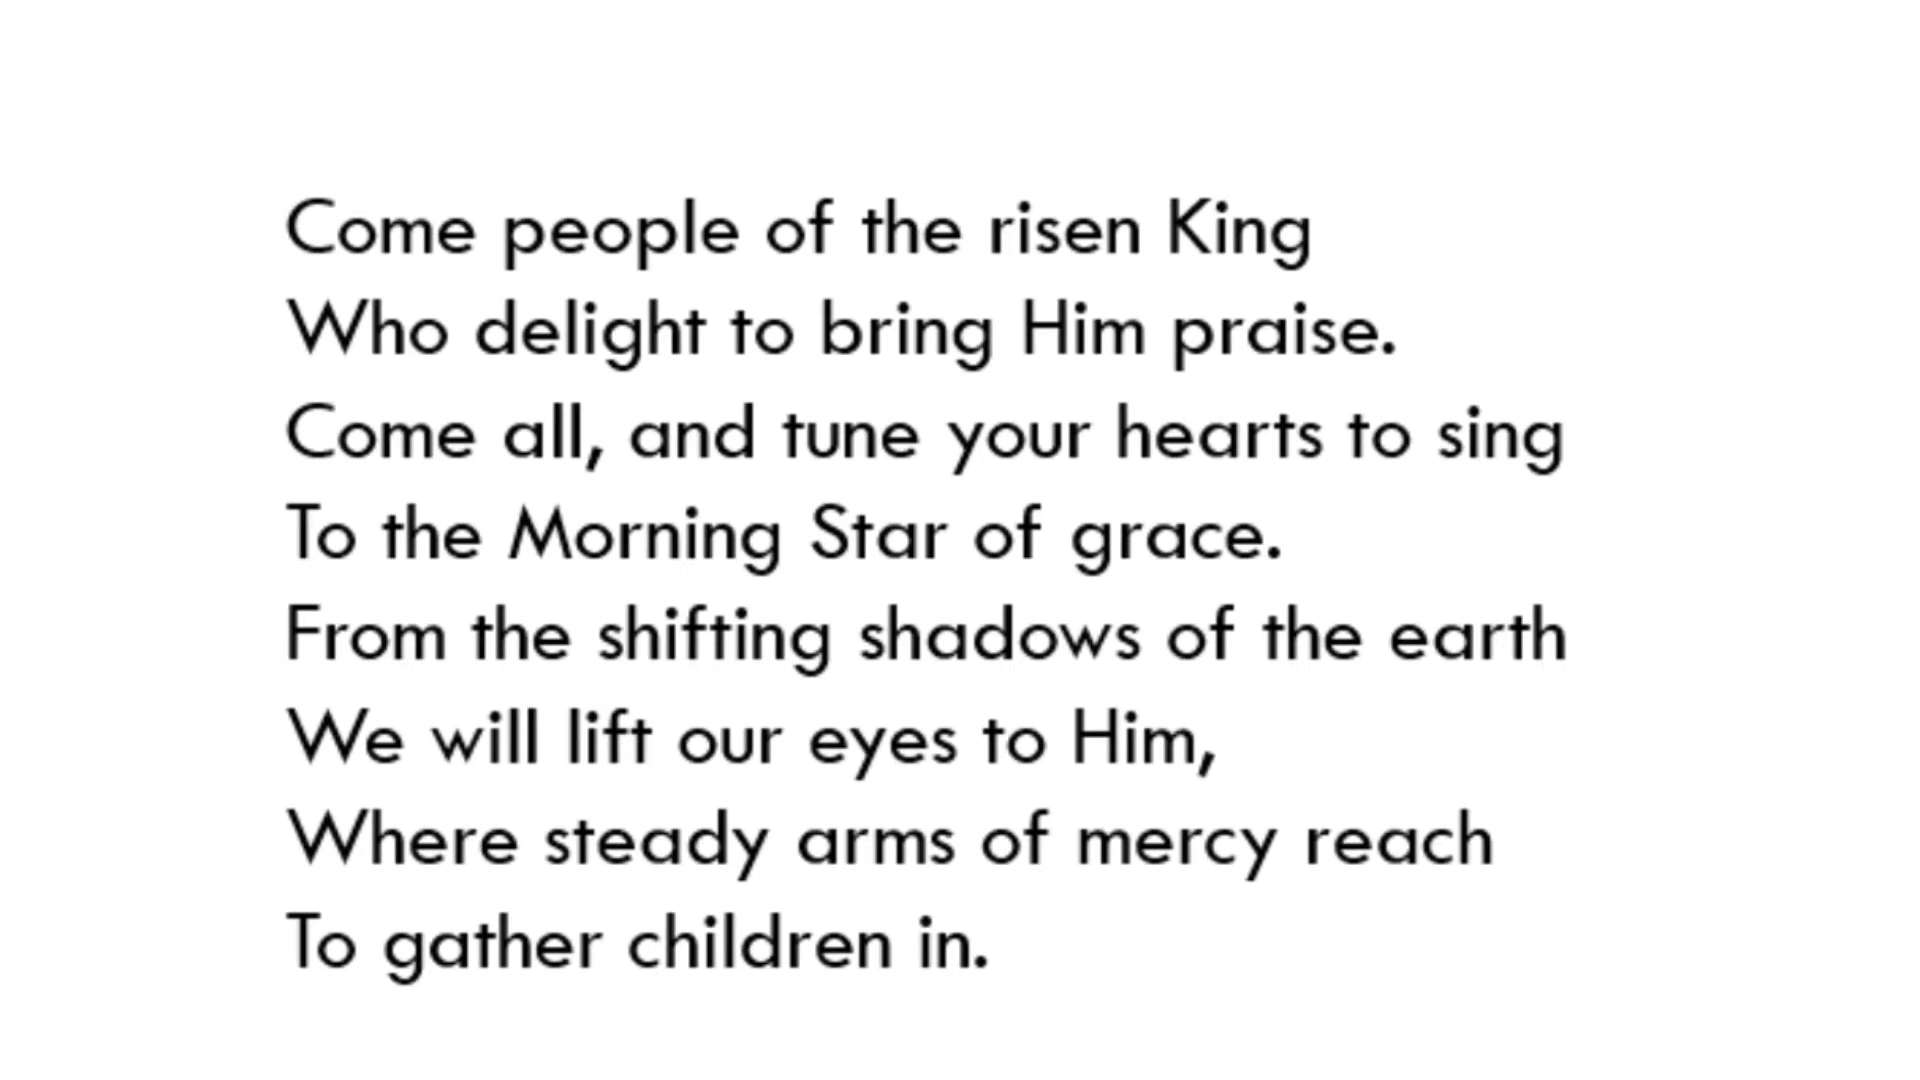 Come people of the risen King
Who delight to bring Him praise.
Come all, and tune your hearts to sing
To the Morning Star of grace.
From the shifting shadows of the earth
We will lift our eyes to Him,
Where steady arms of mercy reach
To gather children in.